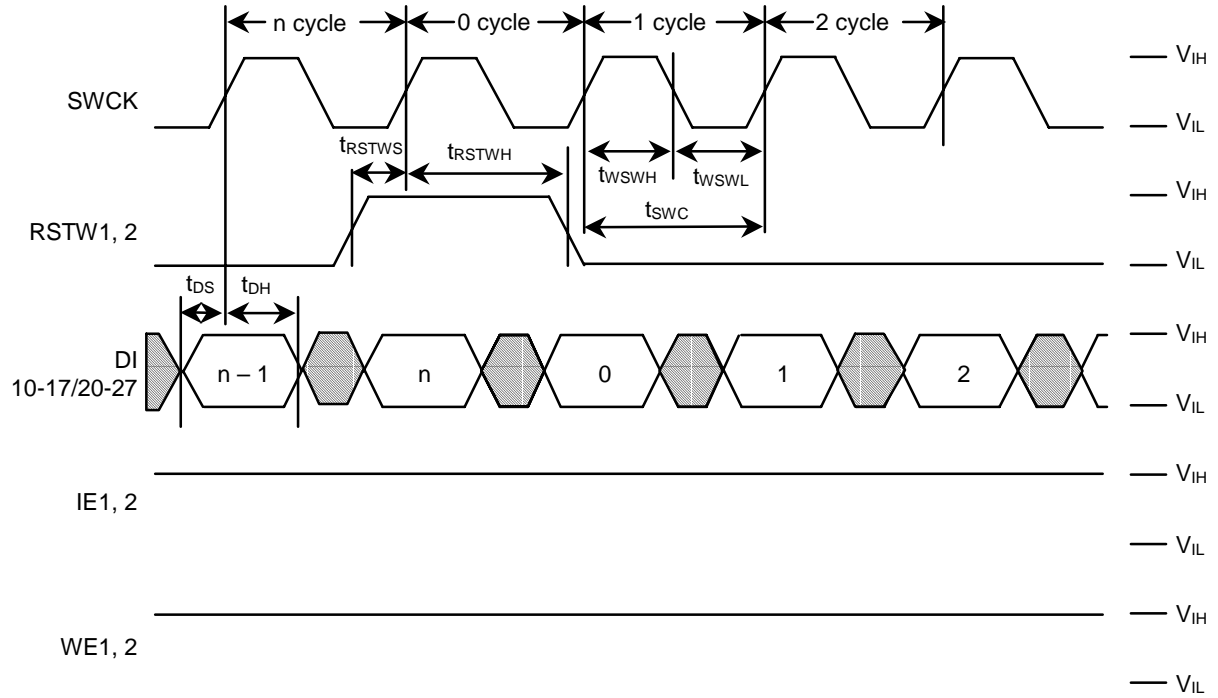 n cycle 0 cycle 1 cycle 2 cycle
SWCK
VIH
VIL
tRSTWS tRSTWH tWSWH tWSWL
tSWC
RSTW1, 2
VIH
VIL
tDS tDH
DI
10-17/20-27
n – 1 n 0 1 2
VIH
VIL
IE1, 2
VIH
VIL
WE1, 2
VIH
VIL